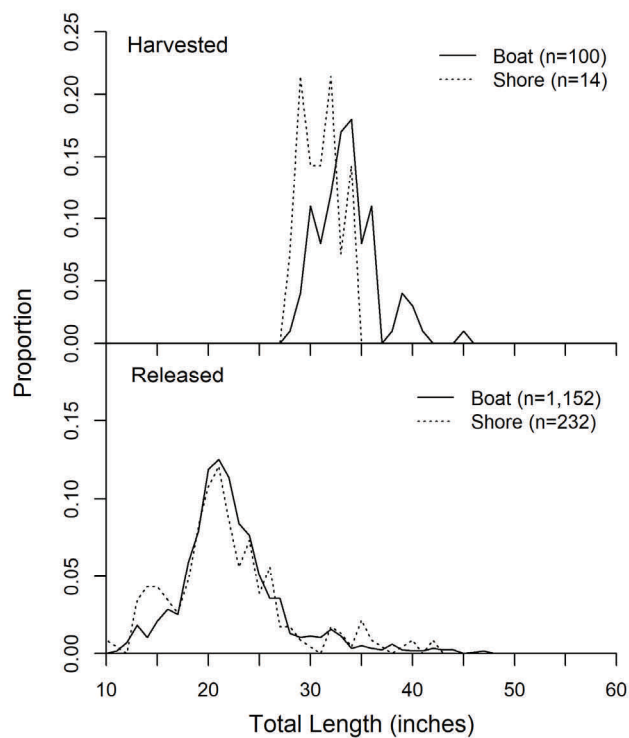 Harvested
Boat (n=100)
Shore (n=14)
0.25
0.20
0.15
0.10
0.05
0.00
Proportion
Released
Boat (n=1,152)
Shore (n=232)
0.15
0.10
0.05
0.00
10 20 30 40 50 60
Total Length (inches)